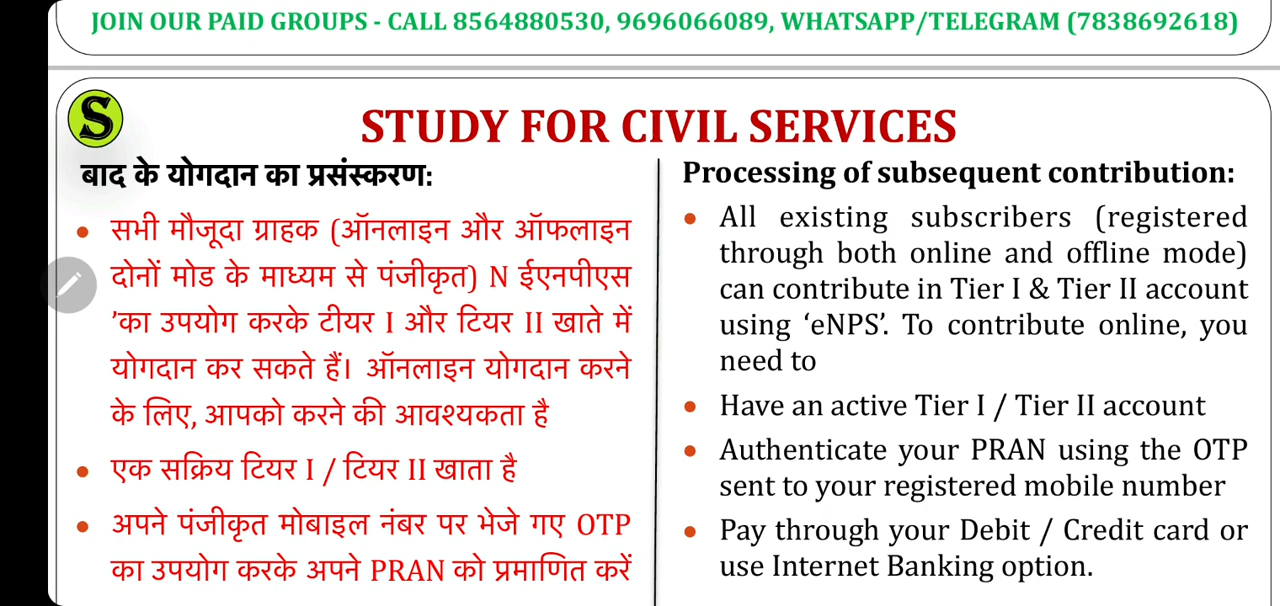 JOIN OUR PAID GROUPS - CALL 8564880530, 9696066089, WHATSAPP/TELEGRAM (7838692618)
S
STUDY FOR CIVIL SERVICES
बाद के योगदान का प्रसंस्करण:
• सभी मौजूदा ग्राहक (ऑनलाइन और ऑफलाइन
दोनों मोड के माध्यम से पंजीकृत) N ईएनपीएस
’का उपयोग करके टीयर I और टियर II खाते में
योगदान कर सकते हैं। ऑनलाइन योगदान करने
के लिए, आपको करने की आवश्यकता है
• एक सक्रिय टियर I / टियर II खाता है
• अपने पंजीकृत मोबाइल नंबर पर भेजे गए OTP
का उपयोग करके अपने PRAN को प्रमाणित करें
Processing of subsequent contribution:
• All existing subscribers (registered
through both online and offline mode)
can contribute in Tier I & Tier II account
using ‘eNPS’. To contribute online, you
need to
• Have an active Tier I / Tier II account
• Authenticate your PRAN using the OTP
sent to your registered mobile number
• Pay through your Debit / Credit card or
use Internet Banking option.